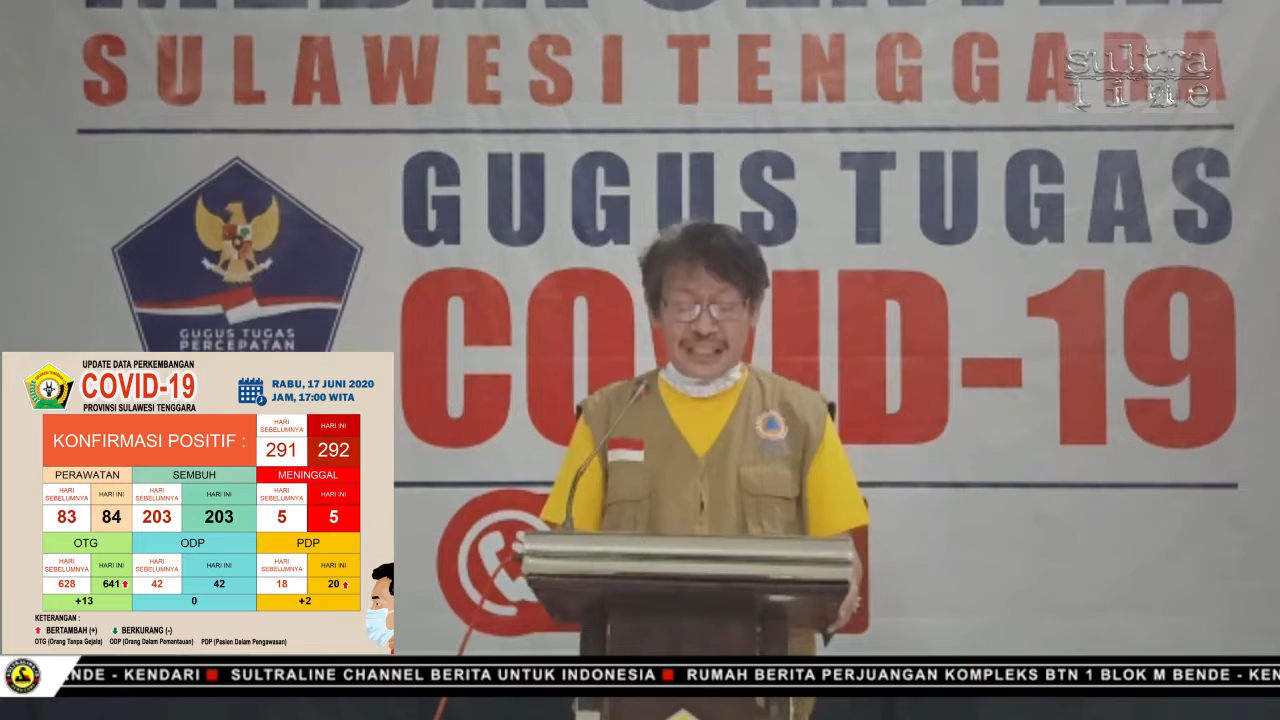 MEDIA CENTER
SULAWESI TENGGARA
sultra
line
GUGUS TUGAS
COVID-19
GUGUS TUGAS
PERCEPATAN
UPDATE DATA PERKEMBANGAN
COVID-19
PROVINSI SULAWESI TENGGARA
RABU, 17 JUNI 2020
JAM, 17:00 WITA
KONFIRMASI POSITIF :
HARI SEBELUMNYA HARI INI
291 292
PERAWATAN SEMBUH MENINGGAL
HARI SEBELUMNYA HARI INI HARI SEBELUMNYA HARI INI HARI SEBELUMNYA HARI INI
83 84 203 203 5 5
OTG ODP PDP
HARI SEBELUMNYA HARI INI HARI SEBELUMNYA HARI INI HARI SEBELUMNYA HARI INI
628 641 42 42 18 20
+13 0 +2
KETERANGAN :
BERTAMBAH (+) BERKURANG (-)
OTG (Orang Tanpa Gejala) ODP (Orang Dalam Pemantauan) PDP (Pasien Dalam Pengawasan)
BENDE - KENDARI SULTRALINE CHANNEL BERITA UNTUK INDONESIA RUMAH BERITA PERJUANGAN KOMPLEKS BTN 1 BLOK M BENDE - KEN